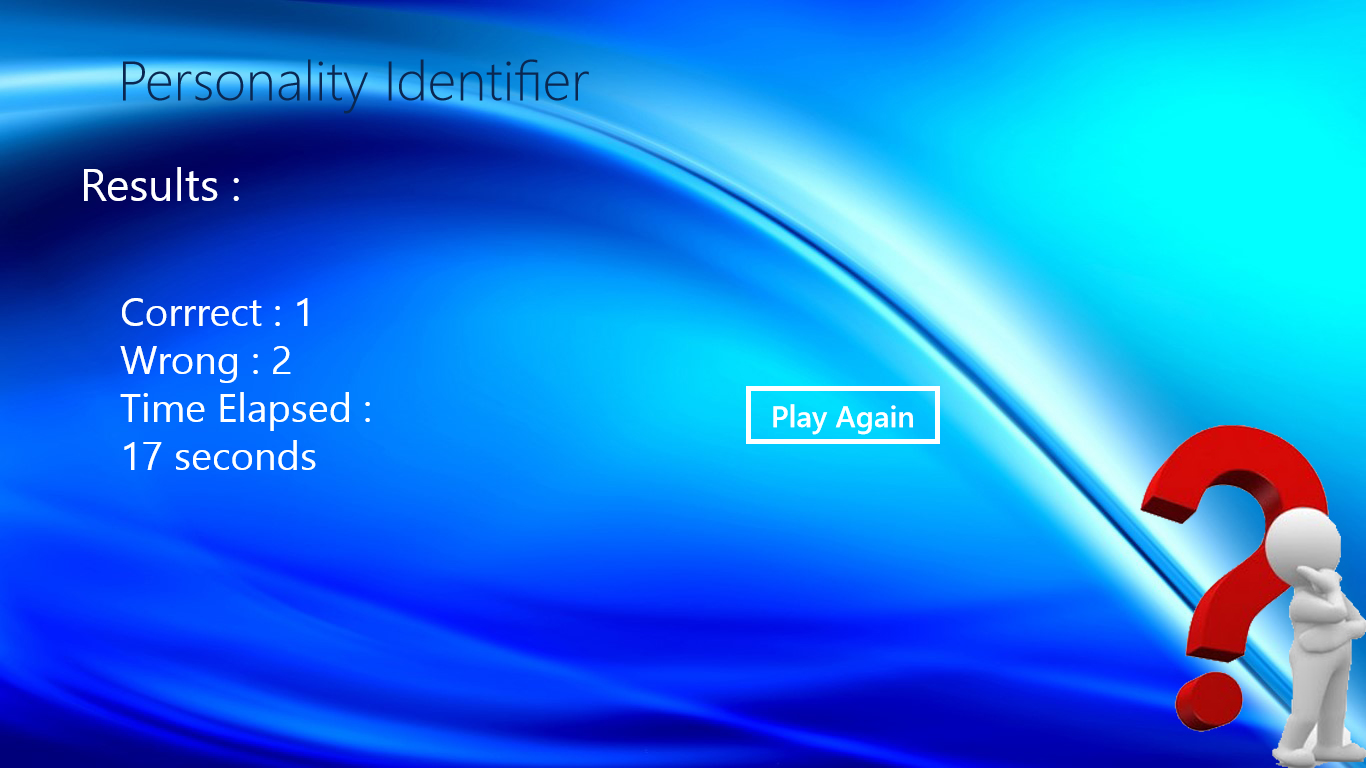 Personality Identifier
Results :
Corrrect : 1
Wrong : 2
Time Elapsed :
17 seconds
Play Again